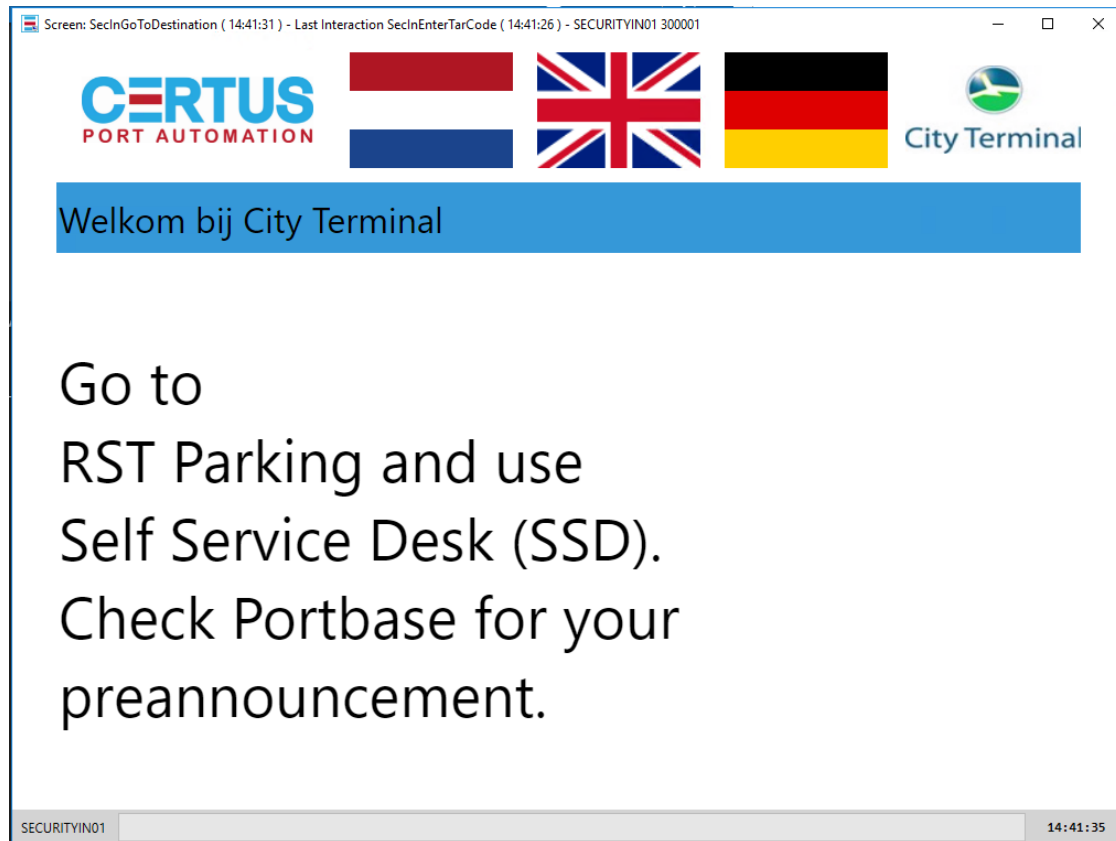 Screen: SecInGoToDestination ( 14:41:31 ) - Last Interaction SecInEnterTarCode ( 14:41:26 ) - SECURITYIN01 300001
CERTUS
PORT AUTOMATION
City Terminal
Welkom bij City Terminal
Go to
RST Parking and use
Self Service Desk (SSD).
Check Portbase for your
preannouncement.
SECURITYIN01
14:41:35